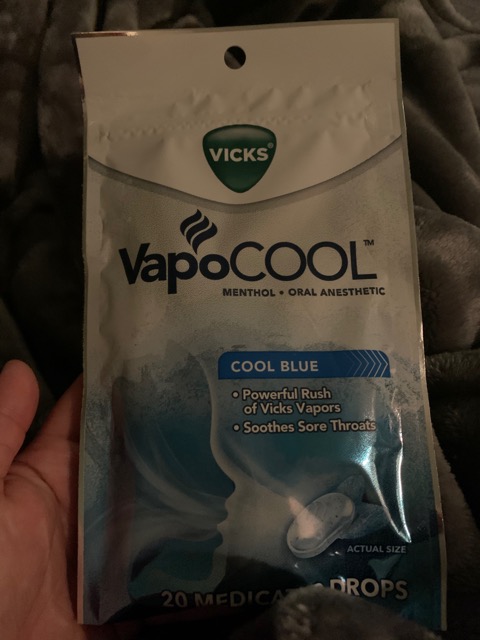 VICKS®
VapoCOOL™
MENTHOL • ORAL ANESTHETIC
COOL BLUE
• Powerful Rush
of Vicks Vapors
• Soothes Sore Throats
ACTUAL SIZE
20 DROPS